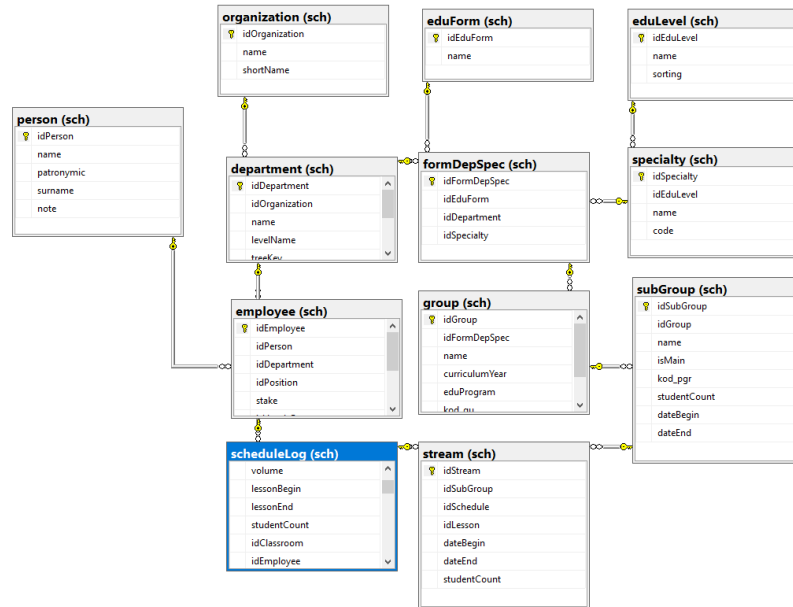 organization (sch)
idOrganization
name
shortName
eduForm (sch)
idEduForm
name
eduLevel (sch)
idEduLevel
name
sorting
person (sch)
idPerson
name
patronymic
surname
note
department (sch)
idDepartment
idOrganization
name
levelName
treeKey
formDepSpec (sch)
idFormDepSpec
idEduForm
idDepartment
idSpecialty
specialty (sch)
idSpecialty
idEduLevel
name
code
employee (sch)
idEmployee
idPerson
idDepartment
idPosition
stake
group (sch)
idGroup
idFormDepSpec
name
curriculumYear
eduProgram
subGroup (sch)
idSubGroup
idGroup
name
isMain
kod_pgr
studentCount
dateBegin
dateEnd
scheduleLog (sch)
volume
lessonBegin
lessonEnd
studentCount
idClassroom
idEmployee
stream (sch)
idStream
idSubGroup
idSchedule
idLesson
dateBegin
dateEnd
studentCount